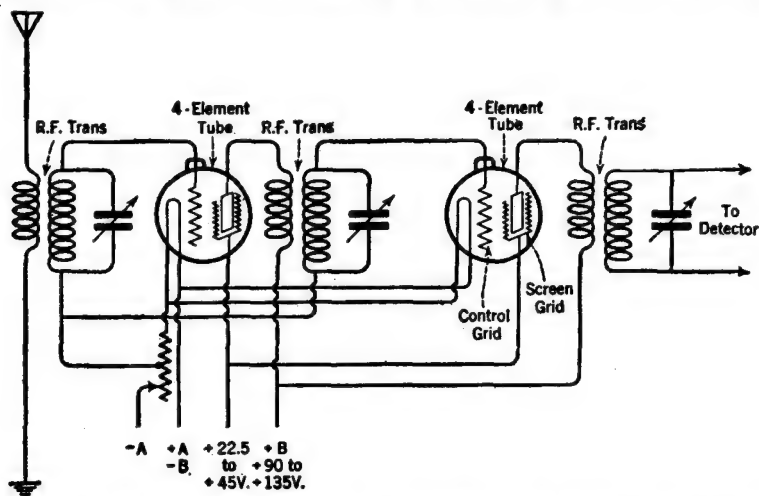 4-Element
Tube
4-Element
Tube
R.F. Trans
R.F. Trans
R.F. Trans
To
Detector
Screen
Grid
Control
Grid
-A +A +22.5 +B
-B to +90 to
+45V. +135V.